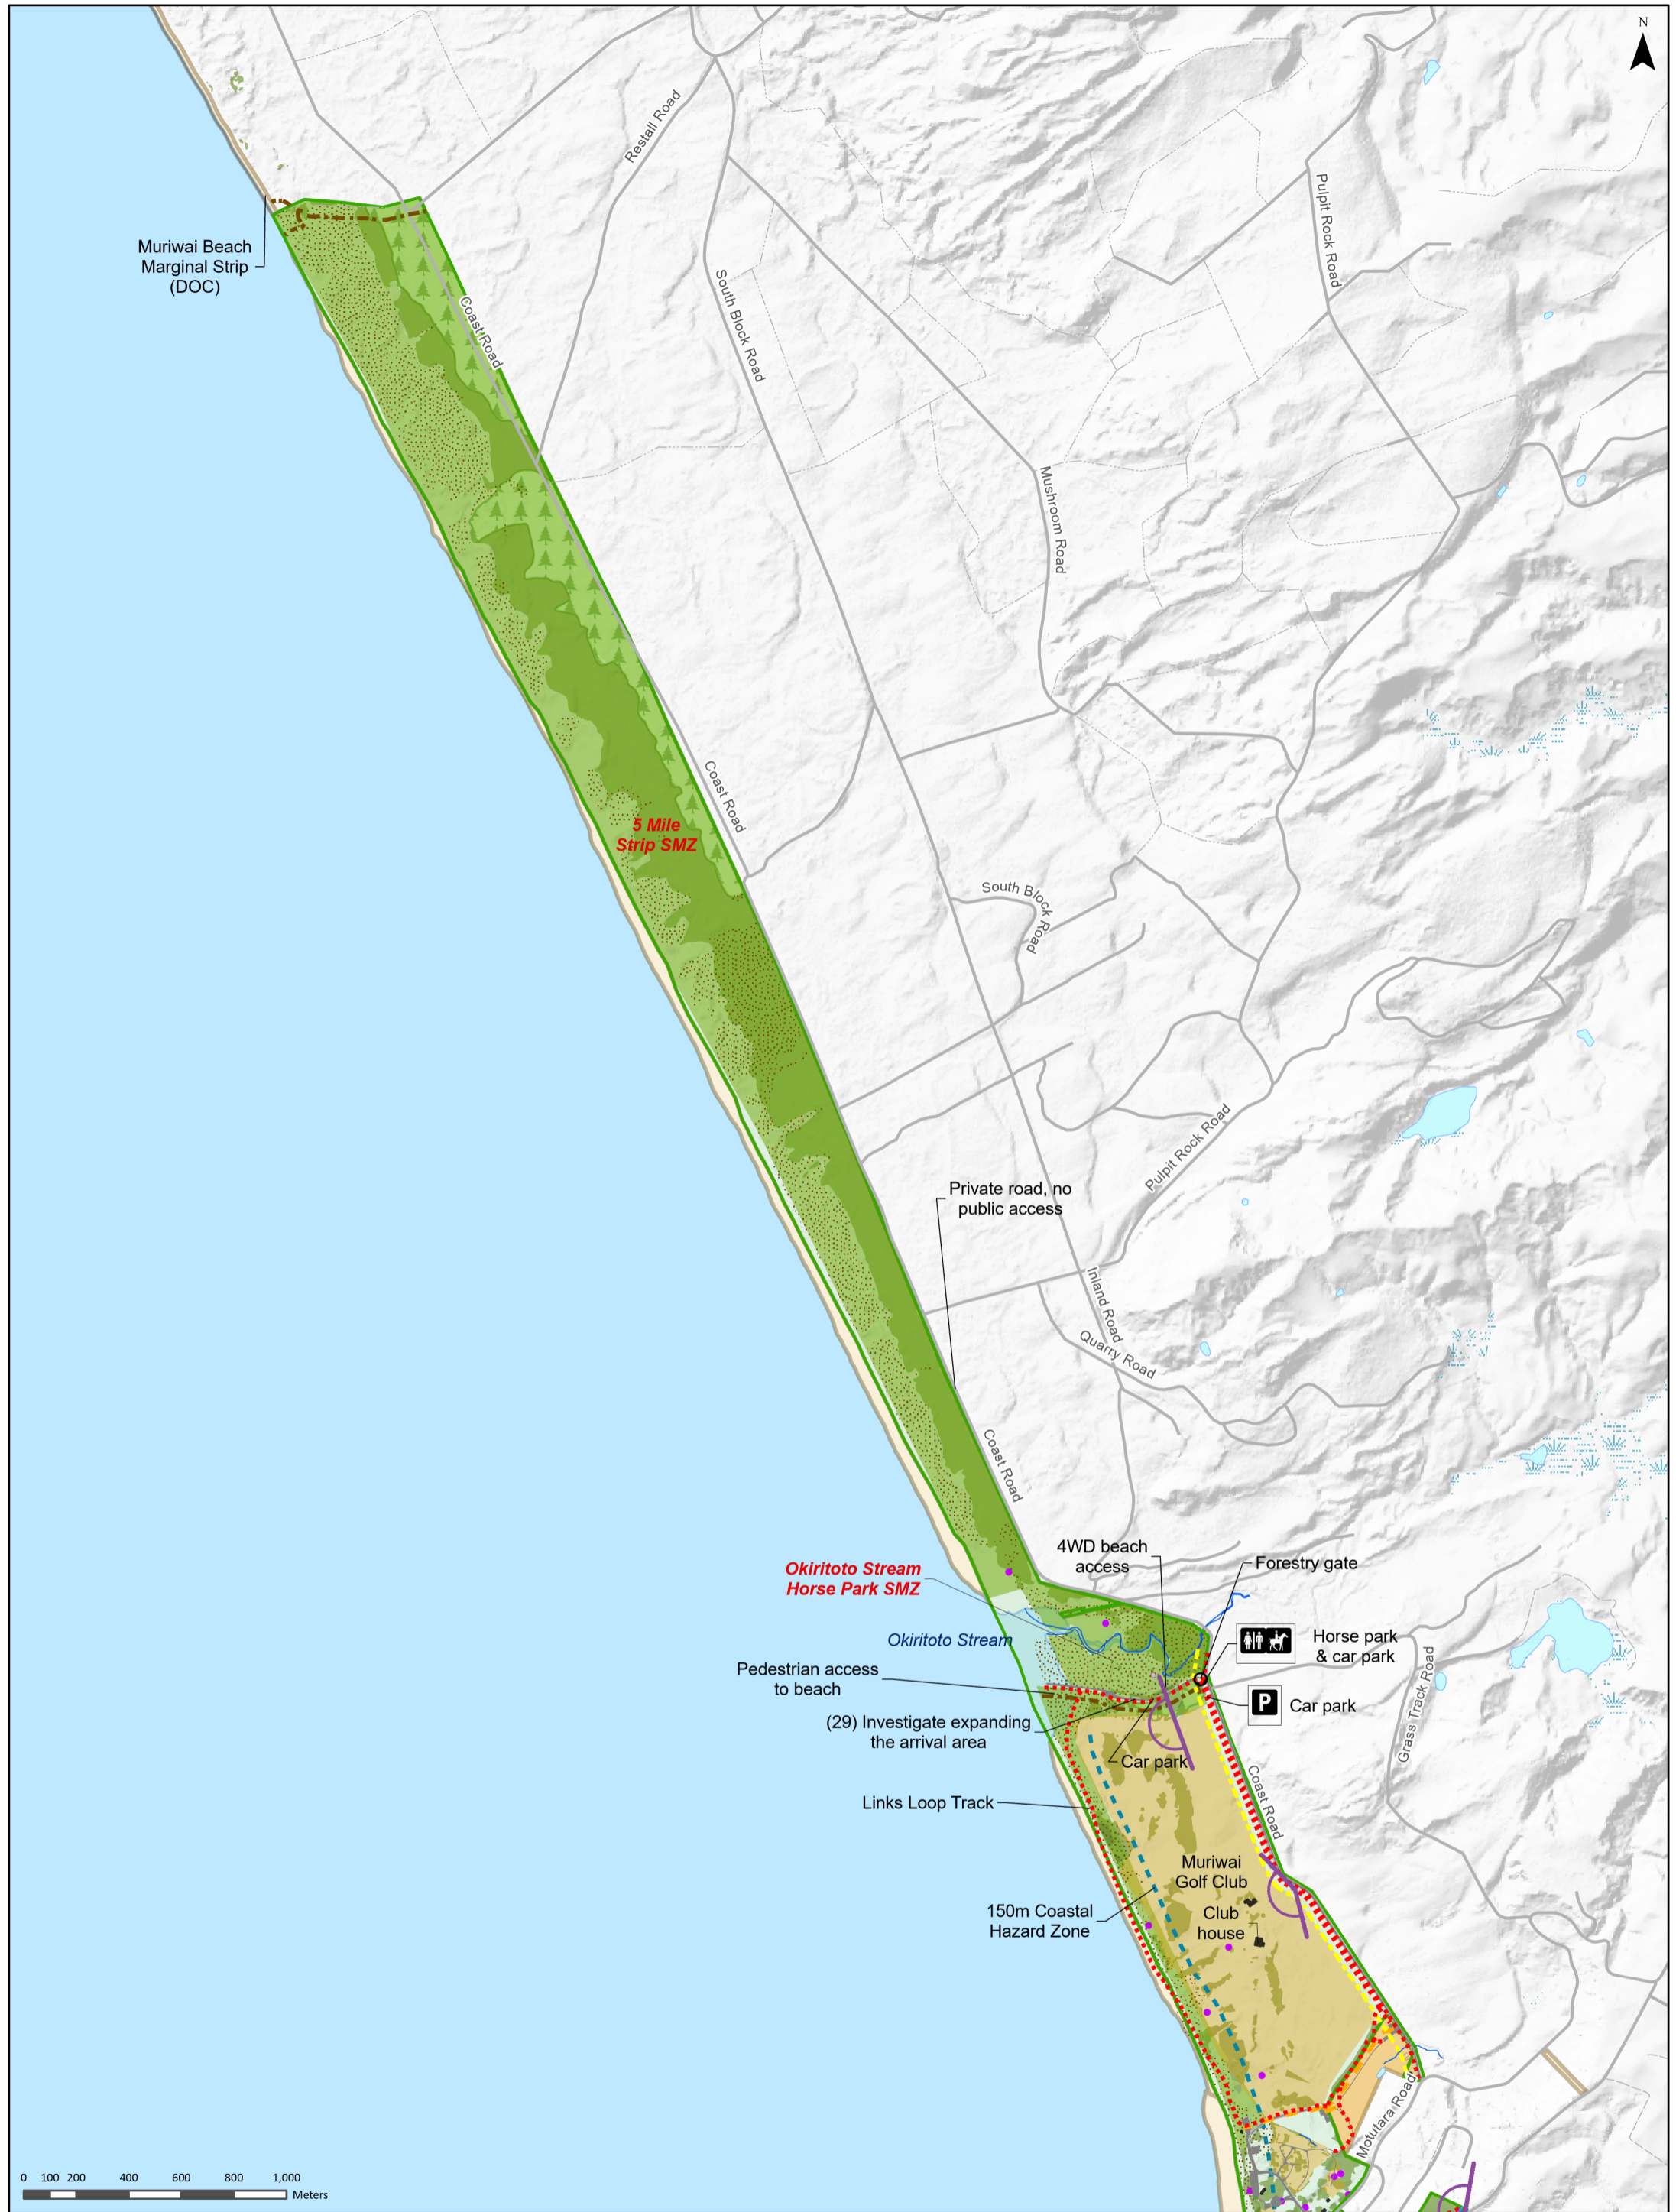 N
Restall Road
Pulpit Rock Road
Muriwai Beach
Marginal Strip
(DOC)
Coast Road
South Block Road
Mushroom Road
Coast Road
5 Mile
Strip SMZ
South Block
Road
Pulpit Rock Road
Private road, no
public access
Inland Road
Quarry Road
Coast Road
4WD beach
access
Forestry gate
Okiritoto Stream
Horse Park SMZ
Okiritoto Stream
Horse park
& car park
Pedestrian access
to beach
P
Car park
Grass Track Road
(29) Investigate expanding
the arrival area
Car park
Links Loop Track
Coast Road
Muriwai
Golf Club
150m Coastal
Hazard Zone
Club
house
Motutara Road
0 100 200 400 600 800 1,000
Meters